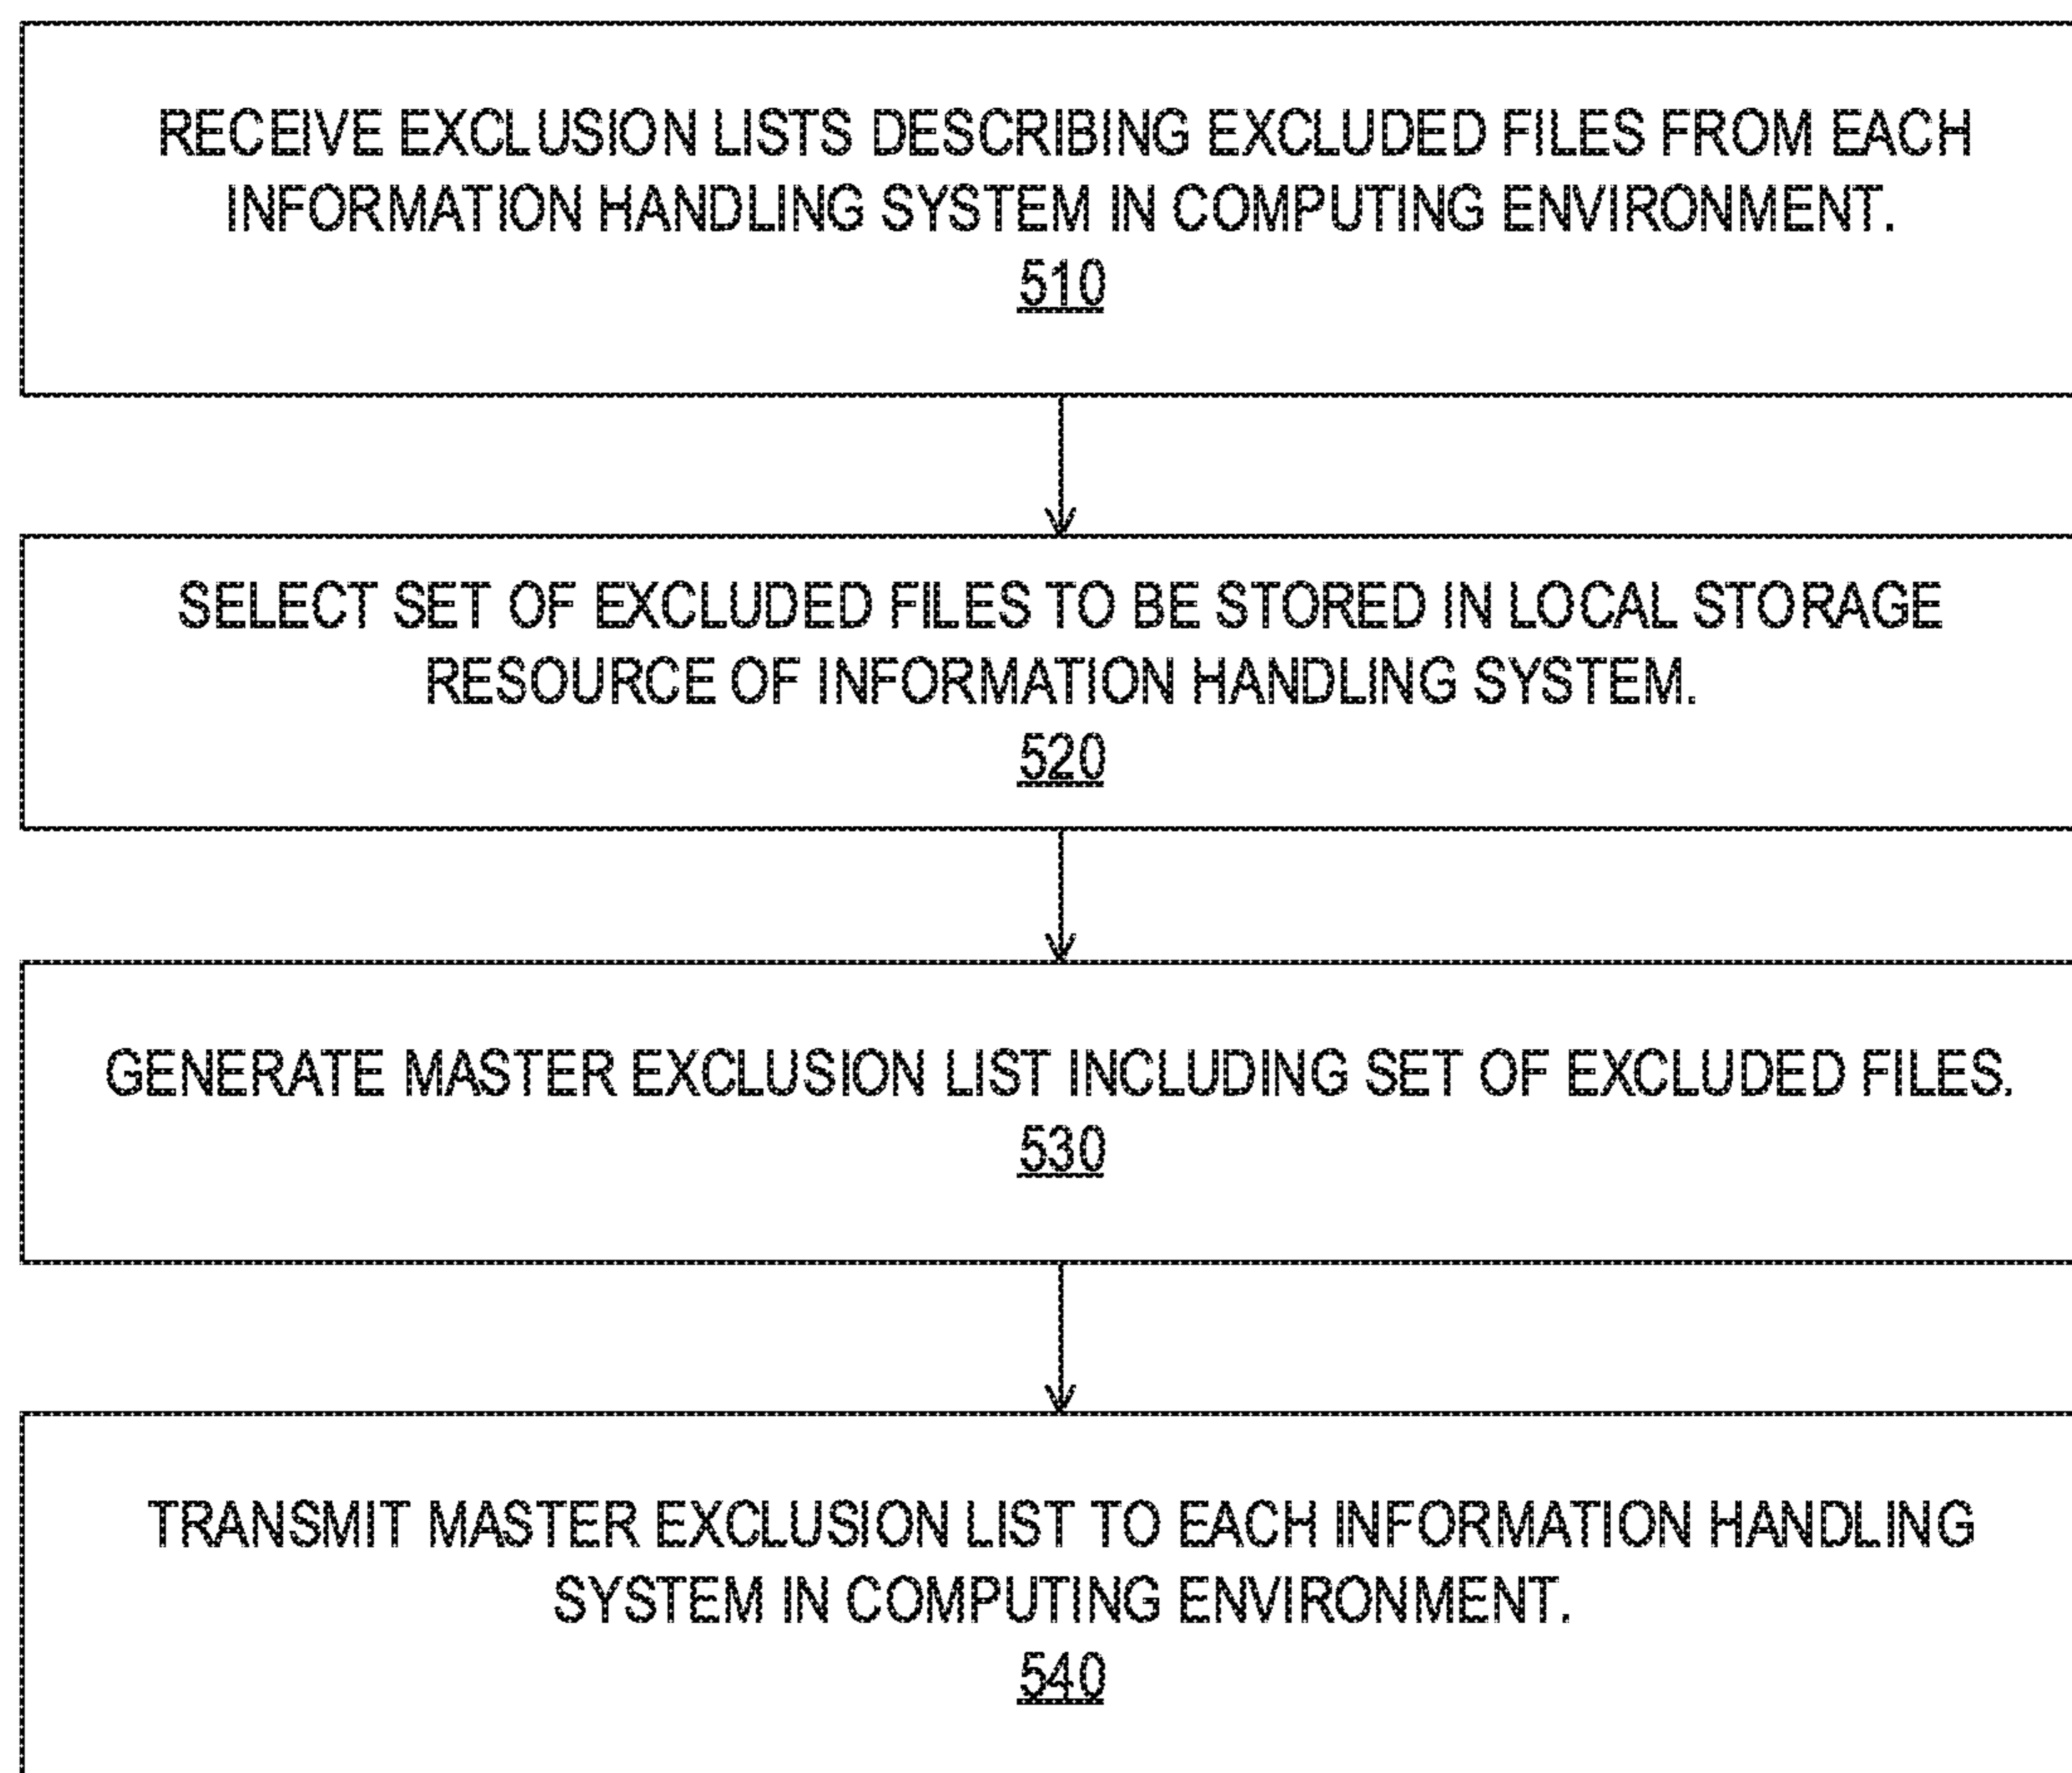 RECEIVE EXCLUSION LISTS DESCRIBING EXCLUDED FILES FROM EACH
INFORMATION HANDLING SYSTEM IN COMPUTING ENVIRONMENT.
510
SELECT SET OF EXCLUDED FILES TO BE STORED IN LOCAL STORAGE
RESOURCE OF INFORMATION HANDLING SYSTEM.
520
GENERATE MASTER EXCLUSION LIST INCLUDING SET OF EXCLUDED FILES.
530
TRANSMIT MASTER EXCLUSION LIST TO EACH INFORMATION HANDLING
SYSTEM IN COMPUTING ENVIRONMENT.
540